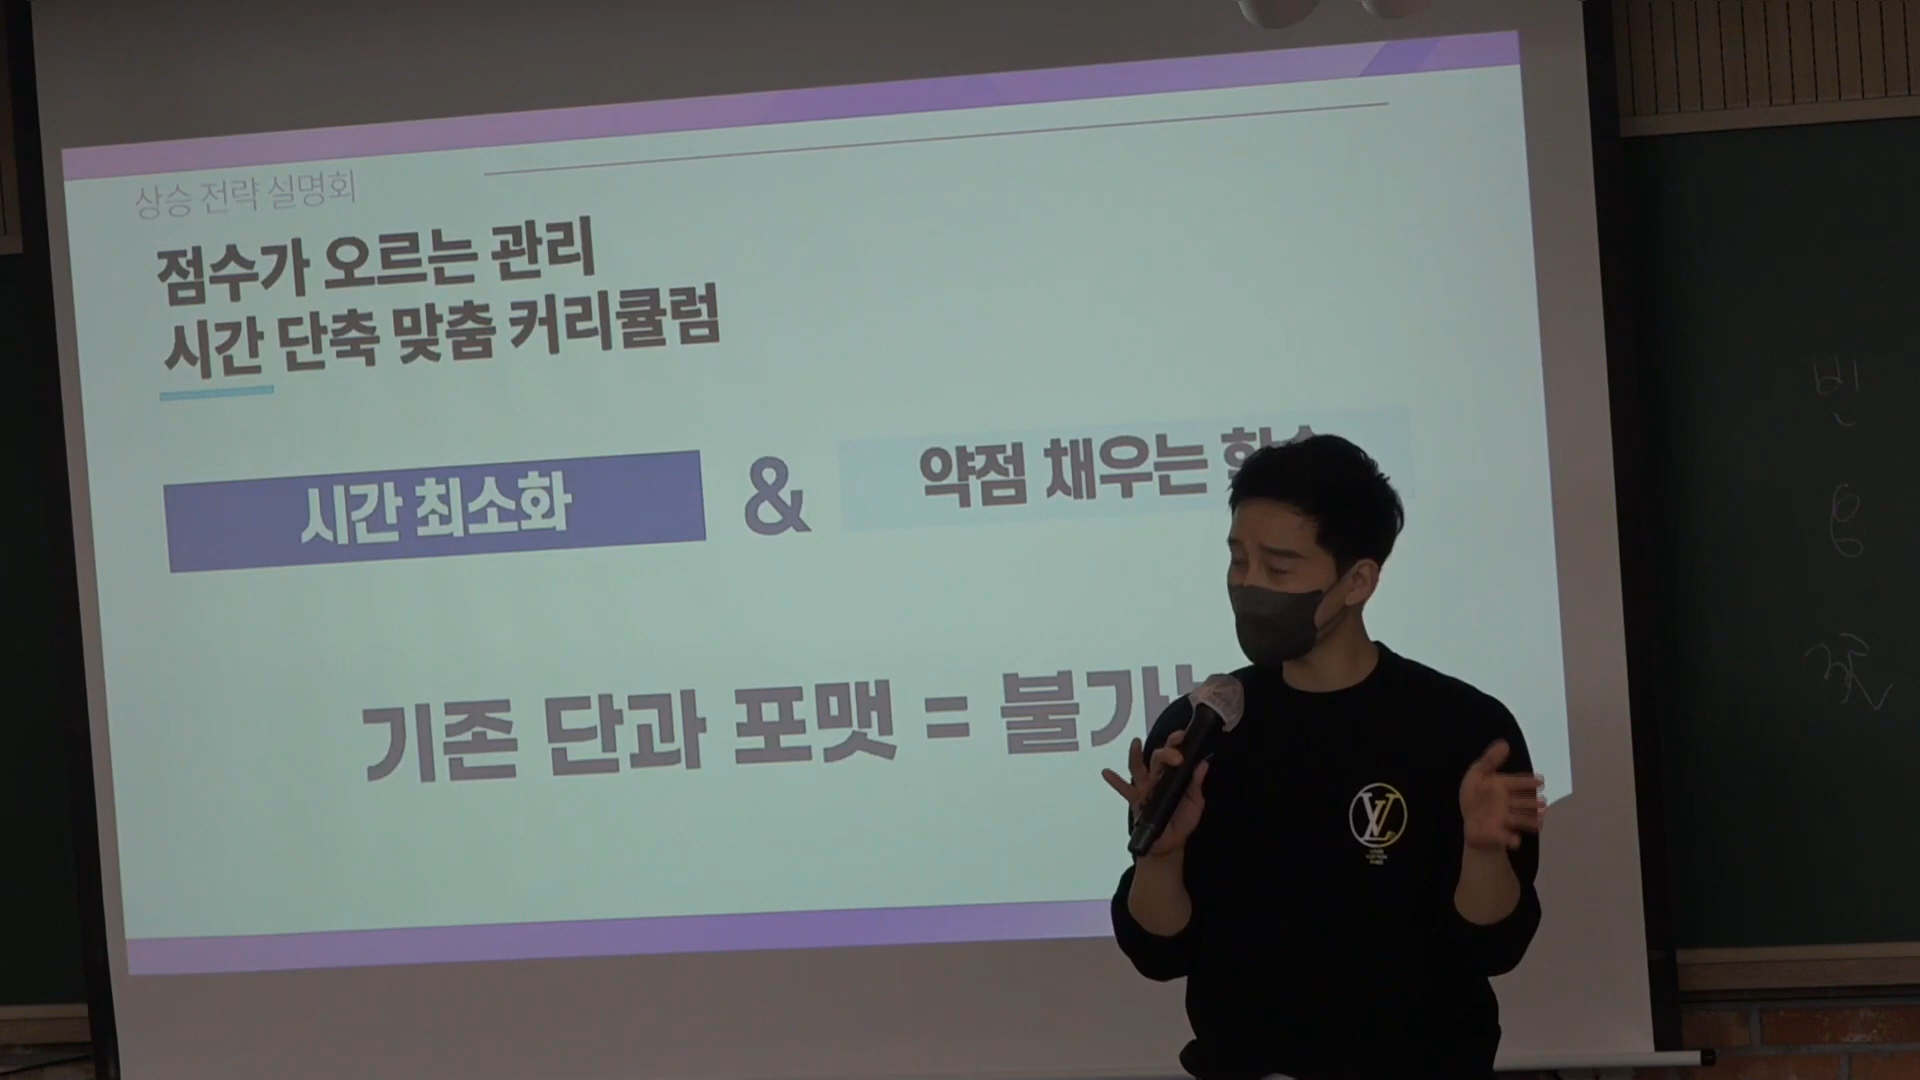 상승 전략 설명회
점수가 오르는 관리
시간 단축 맞춤 커리큘럼
시간 최소화
&
약점 채우는
기존 단과 포맷 =
LV